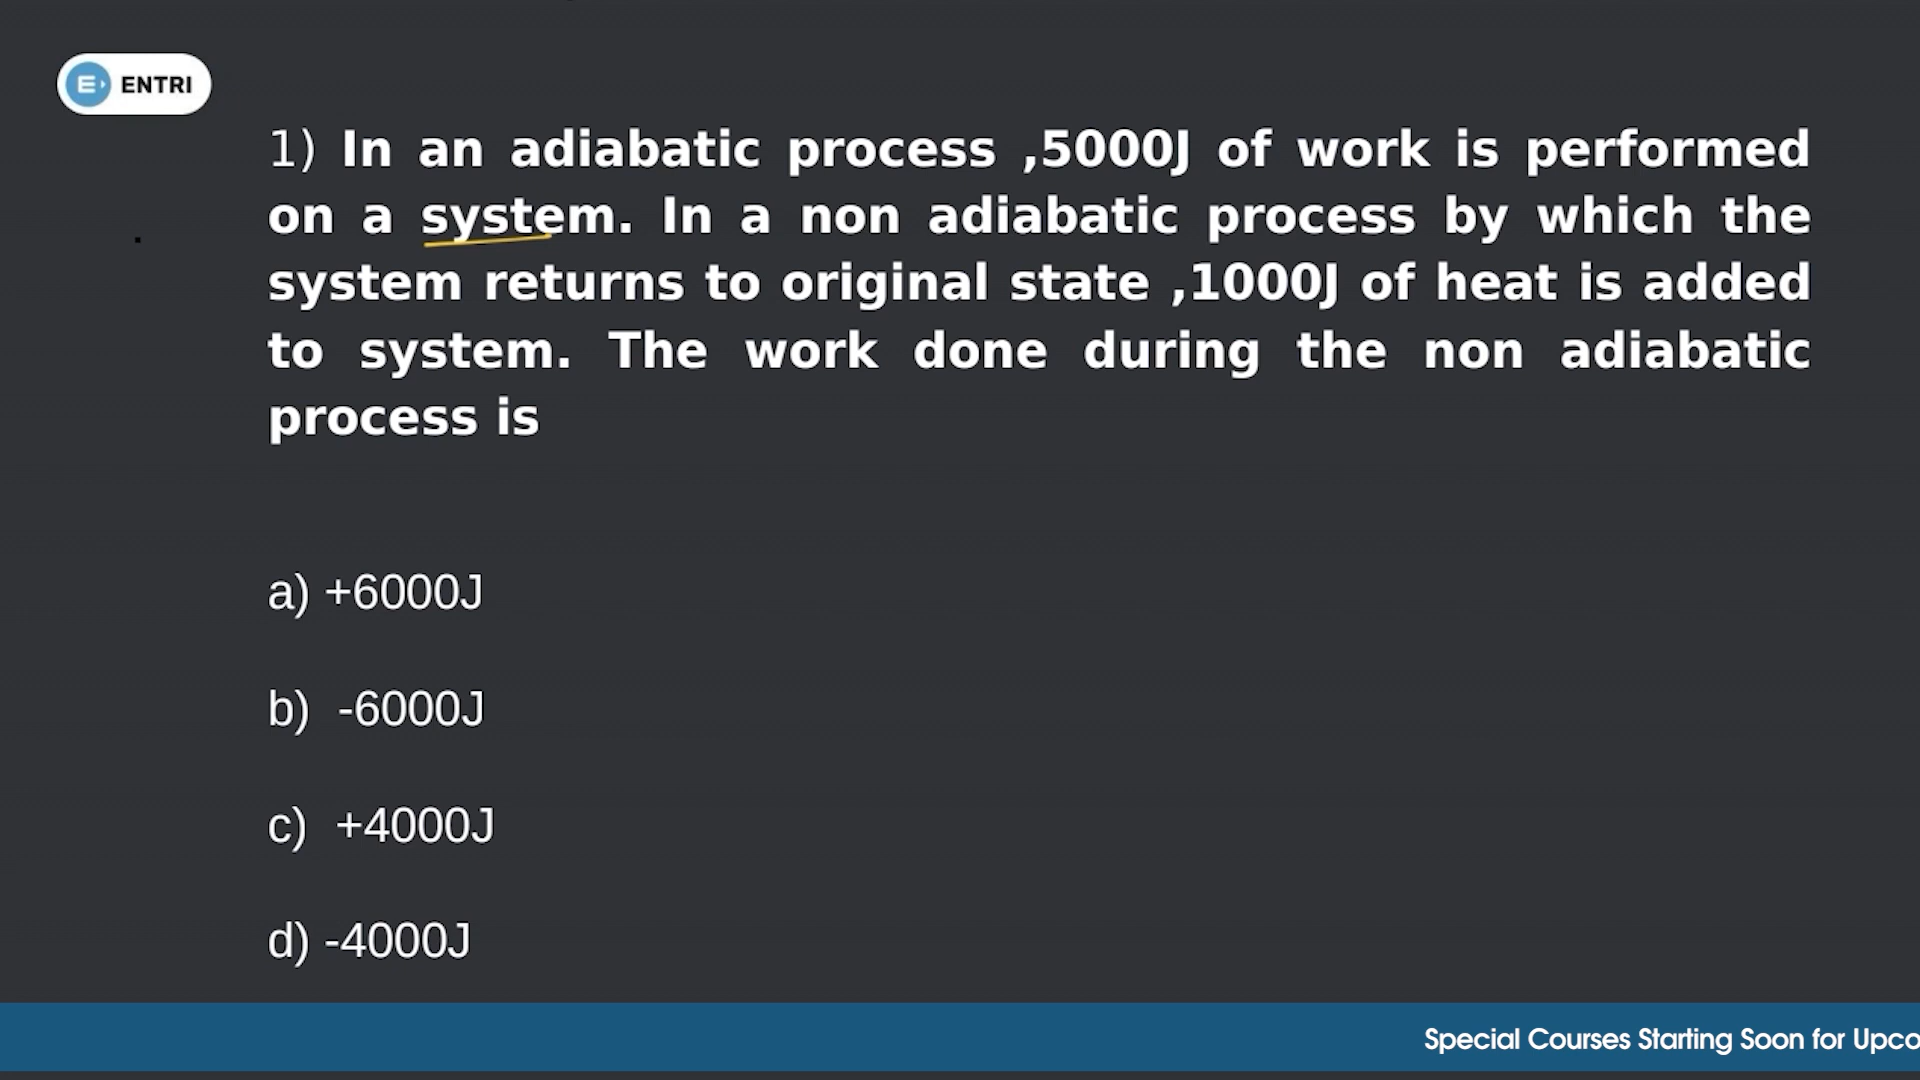 ENTRI
1) In an adiabatic process ,5000J of work is performed
on a system. In a non adiabatic process by which the
system returns to original state ,1000J of heat is added
to system. The work done during the non adiabatic
process is
a) +6000J
b) -6000J
c) +4000J
d) -4000J
Special Courses Starting Soon for Upco